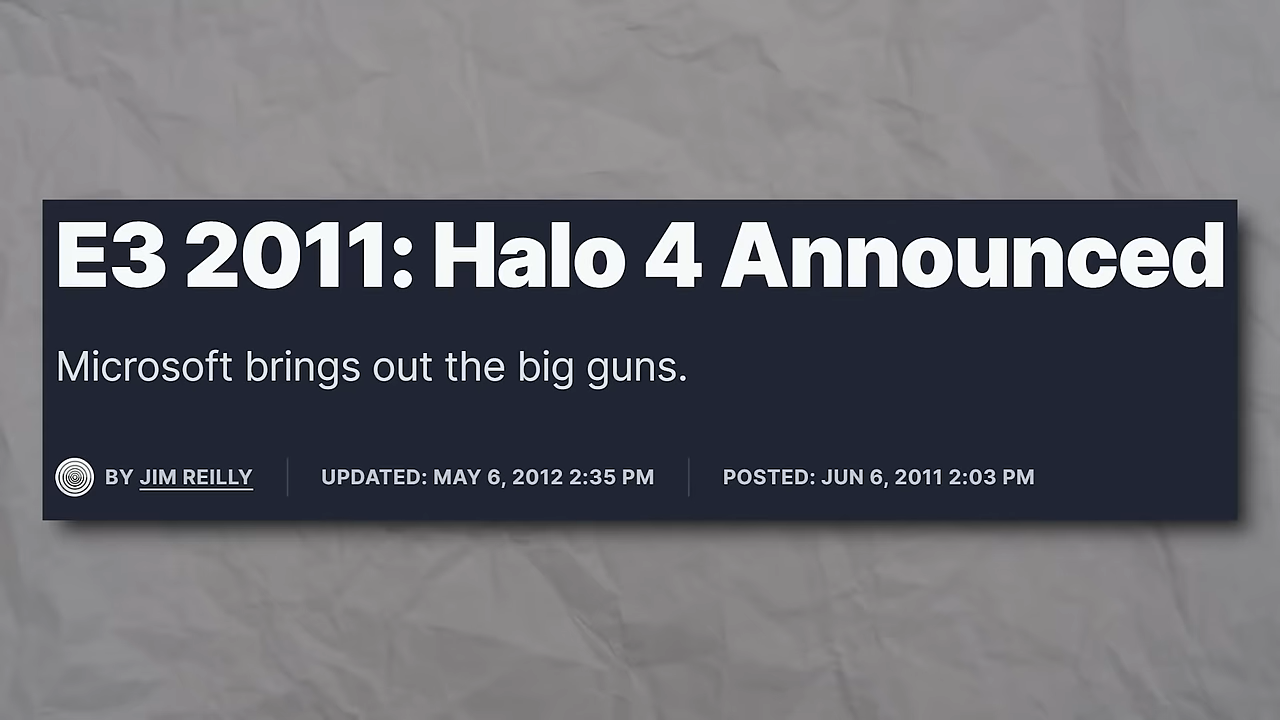 E3 2011: Halo 4 Announced
Microsoft brings out the big guns.
BY JIM REILLY UPDATED: MAY 6, 2012 2:35 PM POSTED: JUN 6, 2011 2:03 PM